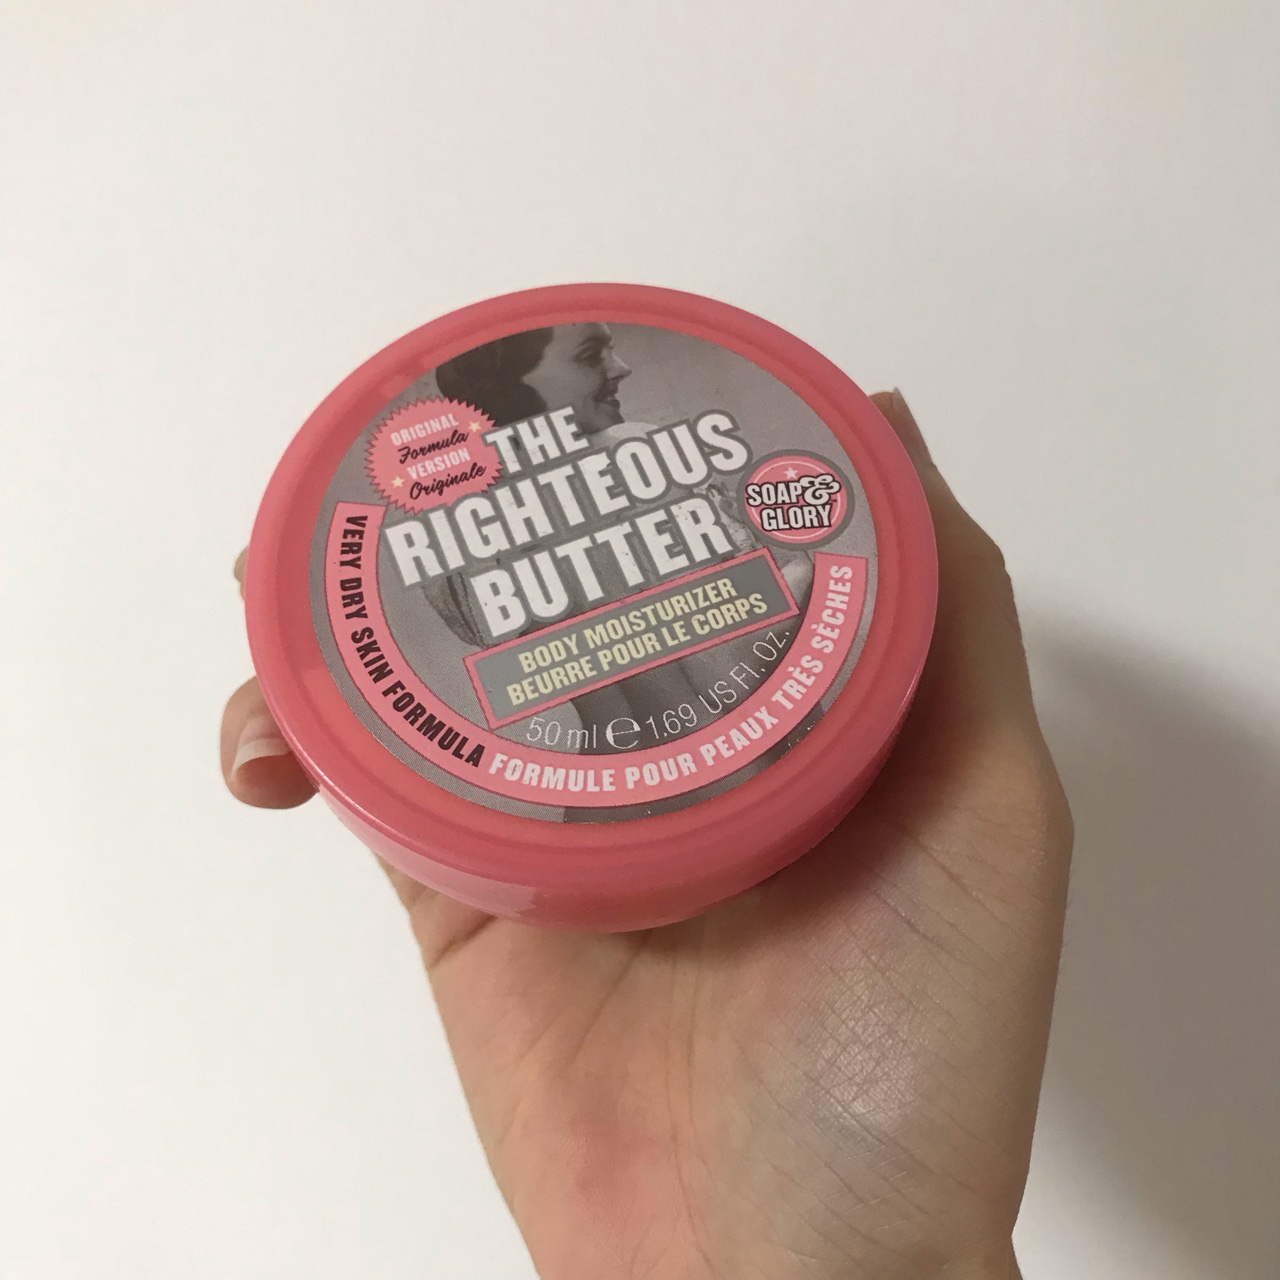 ORIGINAL
Formula
VERSION
Originale
THE
RIGHTEOUS
BUTTER
SOAP&
GLORY
BODY MOISTURIZER
BEURRE POUR LE CORPS
50 ml e 1.69 US Fl. Oz.
VERY DRY SKIN FORMULA FORMULE POUR PEAUX TRÈS SÈCHES